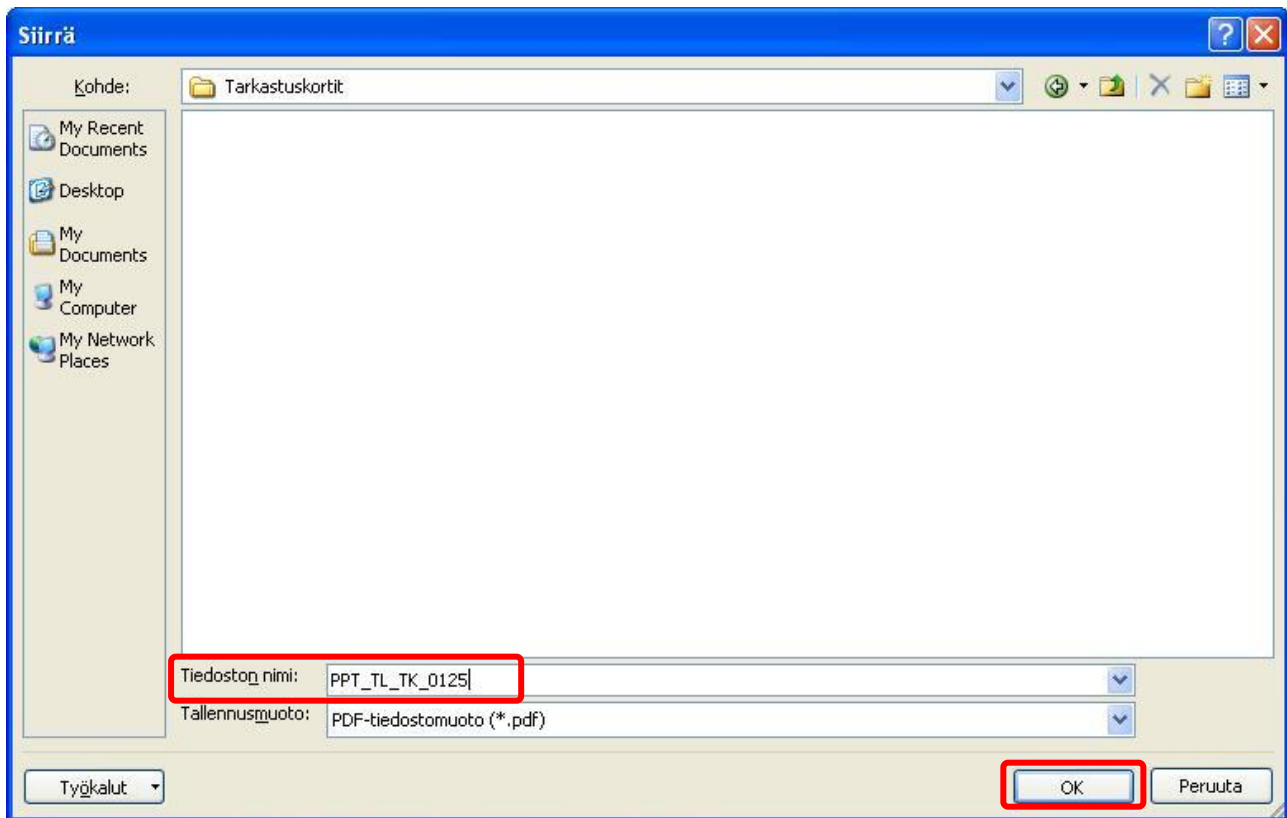 Siirrä
Kohde:
Tarkastuskortit
My Recent
Documents
Desktop
My
Documents
My
Computer
My Network
Places
Tiedoston nimi:
PPT_TL_TK_0125
Tallennusmuoto:
PDF-tiedostomuoto (*.pdf)
Työkalut
OK
Peruuta